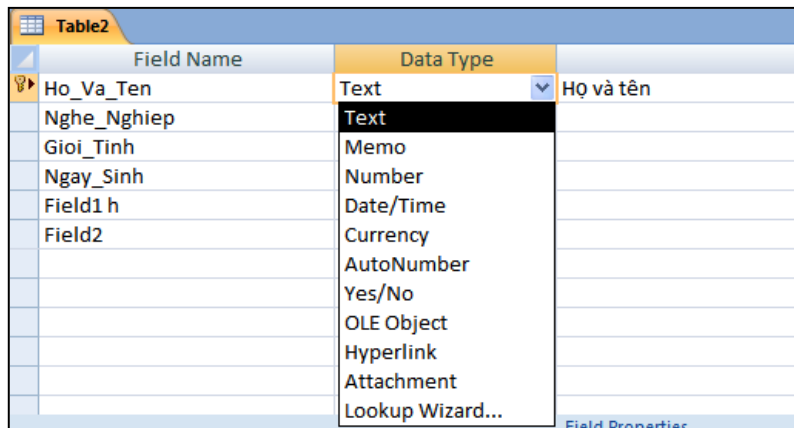 Table2
Field Name Data Type
Ho_Va_Ten Text Họ và tên
Nghe_Nghiep Text
Gioi_Tinh Memo
Ngay_Sinh Number
Field1 h Date/Time
Field2 Currency
AutoNumber
Yes/No
OLE Object
Hyperlink
Attachment
Lookup Wizard...
Field Properties